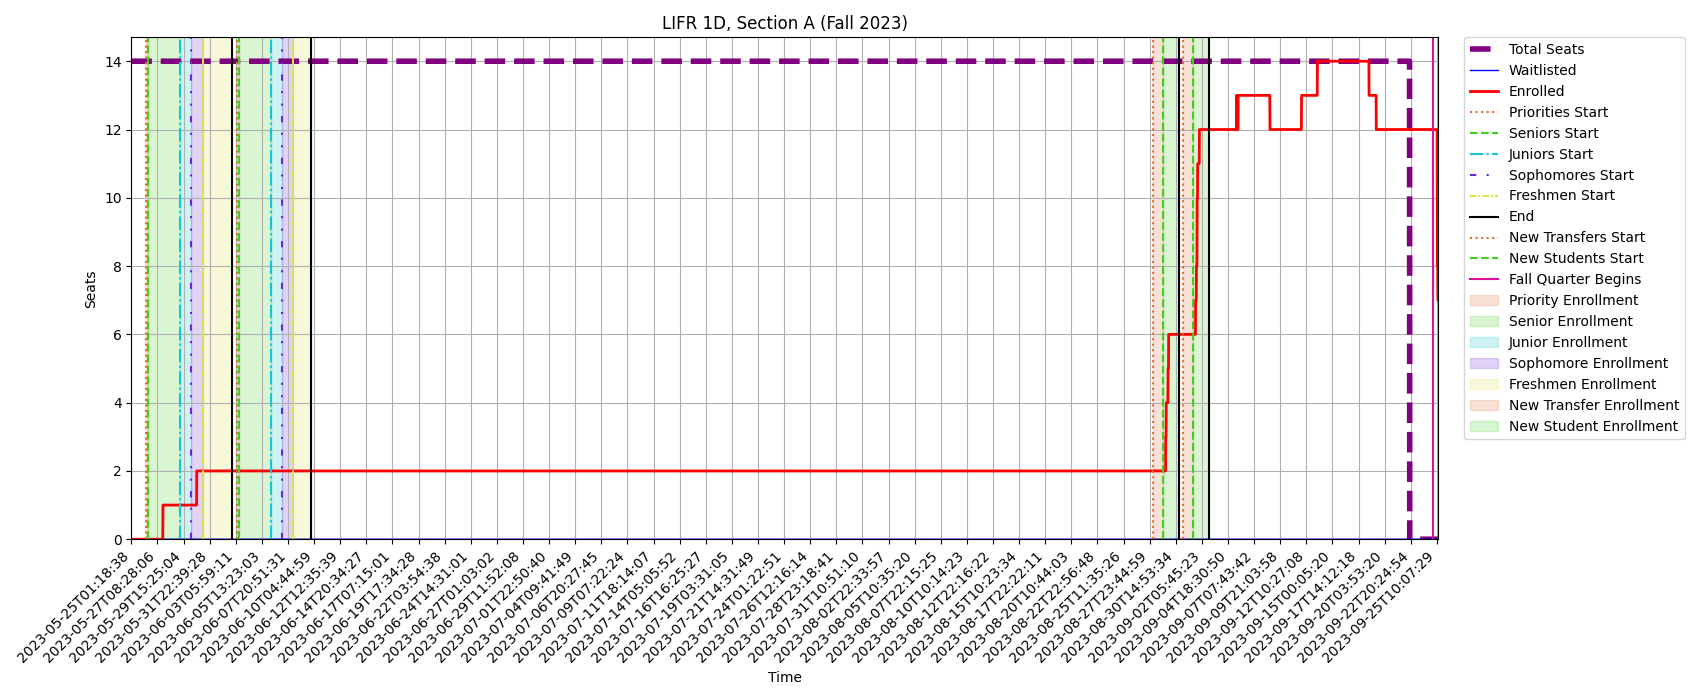 LIFR 1D, Section A (Fall 2023)
Seats
14
12
10
8
6
4
2
0
2023-05-25T01:18:38
2023-05-27T08:28:06
2023-05-29T15:25:04
2023-05-31T22:39:28
2023-06-03T05:59:11
2023-06-05T13:23:03
2023-06-07T20:51:31
2023-06-10T04:44:59
2023-06-12T12:35:39
2023-06-14T20:34:27
2023-06-17T07:15:01
2023-06-19T17:34:28
2023-06-22T03:54:38
2023-06-24T14:31:01
2023-06-27T01:03:02
2023-06-29T11:52:08
2023-07-01T22:50:40
2023-07-04T09:41:49
2023-07-06T20:27:45
2023-07-09T07:22:24
2023-07-11T18:14:07
2023-07-14T05:05:52
2023-07-16T16:25:27
2023-07-19T03:31:05
2023-07-21T14:31:49
2023-07-24T01:22:51
2023-07-26T12:16:14
2023-07-28T23:18:41
2023-07-31T10:51:10
2023-08-02T22:33:57
2023-08-05T10:35:20
2023-08-07T22:15:25
2023-08-10T10:14:23
2023-08-12T22:16:22
2023-08-15T10:23:34
2023-08-17T22:22:11
2023-08-20T10:44:03
2023-08-22T22:56:48
2023-08-25T11:35:26
2023-08-27T23:44:59
2023-08-30T14:53:34
2023-09-02T05:45:23
2023-09-04T18:30:50
2023-09-07T07:43:42
2023-09-09T21:03:58
2023-09-12T10:27:08
2023-09-15T00:05:20
2023-09-17T14:12:18
2023-09-20T03:53:20
2023-09-22T20:24:54
2023-09-25T10:07:29
Time
Total Seats
Waitlisted
Enrolled
Priorities Start
Seniors Start
Juniors Start
Sophomores Start
Freshmen Start
End
New Transfers Start
New Students Start
Fall Quarter Begins
Priority Enrollment
Senior Enrollment
Junior Enrollment
Sophomore Enrollment
Freshmen Enrollment
New Transfer Enrollment
New Student Enrollment